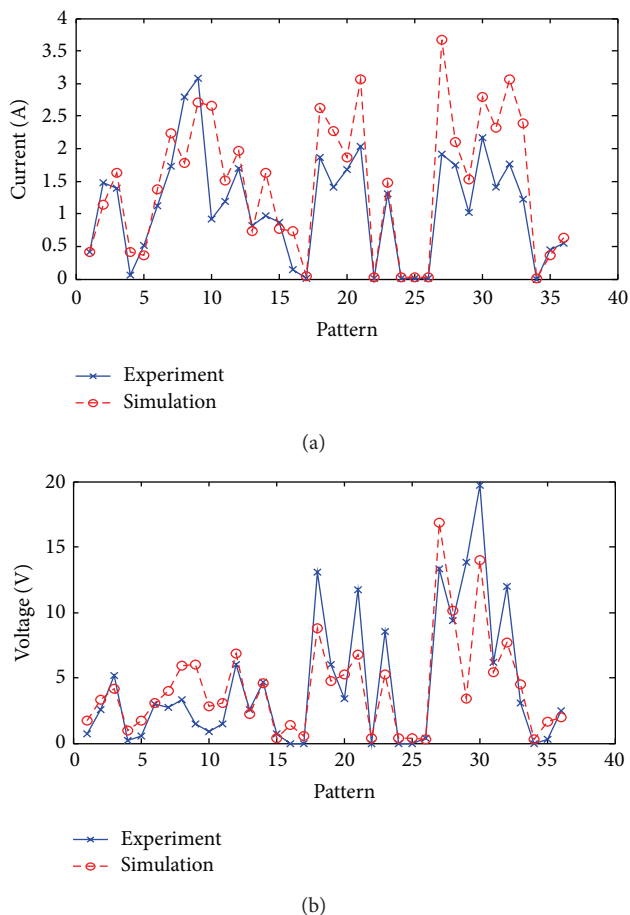 4
3.5
3
2.5
2
1.5
1
0.5
0
Current (A)
0 5 10 15 20 25 30 35 40
Pattern
Experiment
Simulation
(a)
20
15
10
5
0
Voltage (V)
0 5 10 15 20 25 30 35 40
Pattern
Experiment
Simulation
(b)